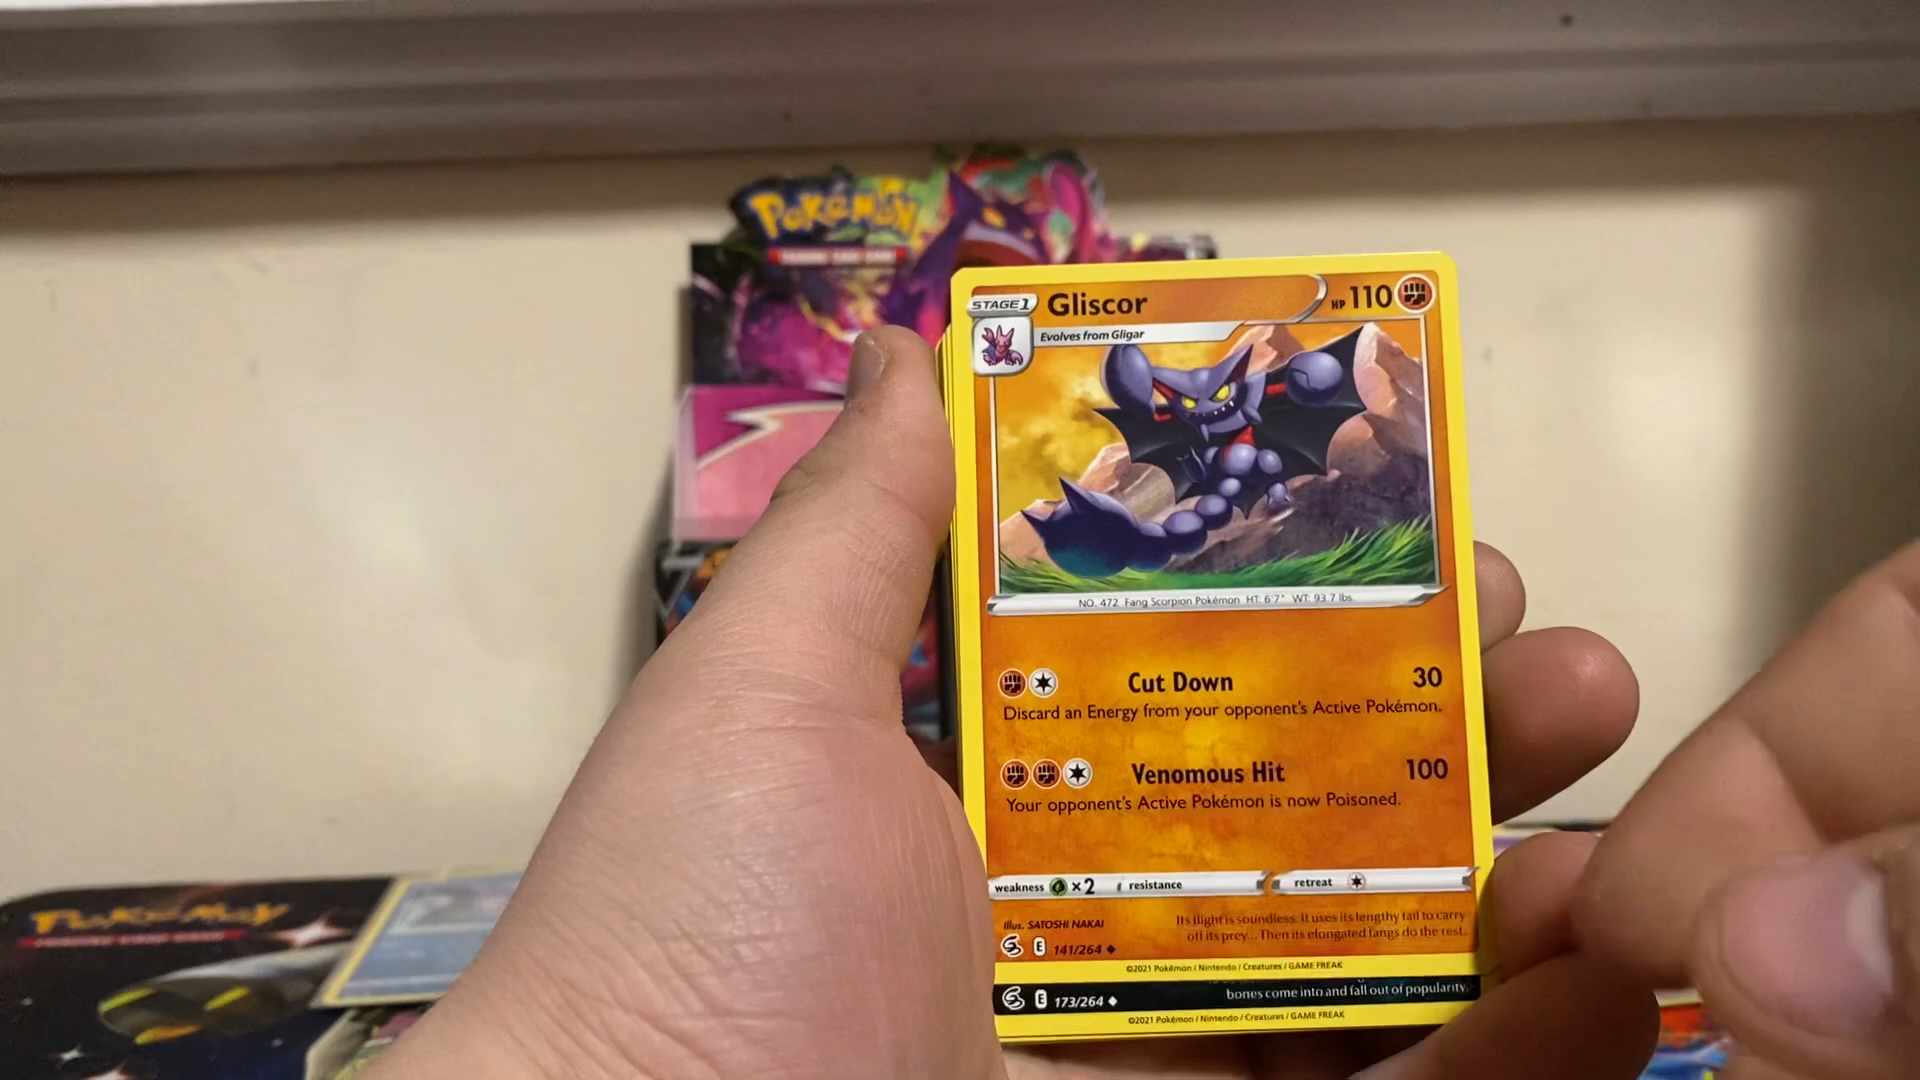 Pokémon
STAGE 1 Gliscor HP 110
Evolves from Gligar
NO. 472 Fang Scorpion Pokémon HT: 6'7" WT: 93.7 lbs.
Cut Down 30
Discard an Energy from your opponent's Active Pokémon.
Venomous Hit 100
Your opponent's Active Pokémon is now Poisoned.
weakness ×2 resistance retreat
Illus. SATOSHI NAKAI
Its flight is soundless. It uses its lengthy tail to carry
off its prey... Then its elongated fangs do the rest.
E 141/264
©2021 Pokémon / Nintendo / Creatures / GAME FREAK
bones come into and fall out of popularity.
E 173/264
©2021 Pokémon / Nintendo / Creatures / GAME FREAK
POKéMON